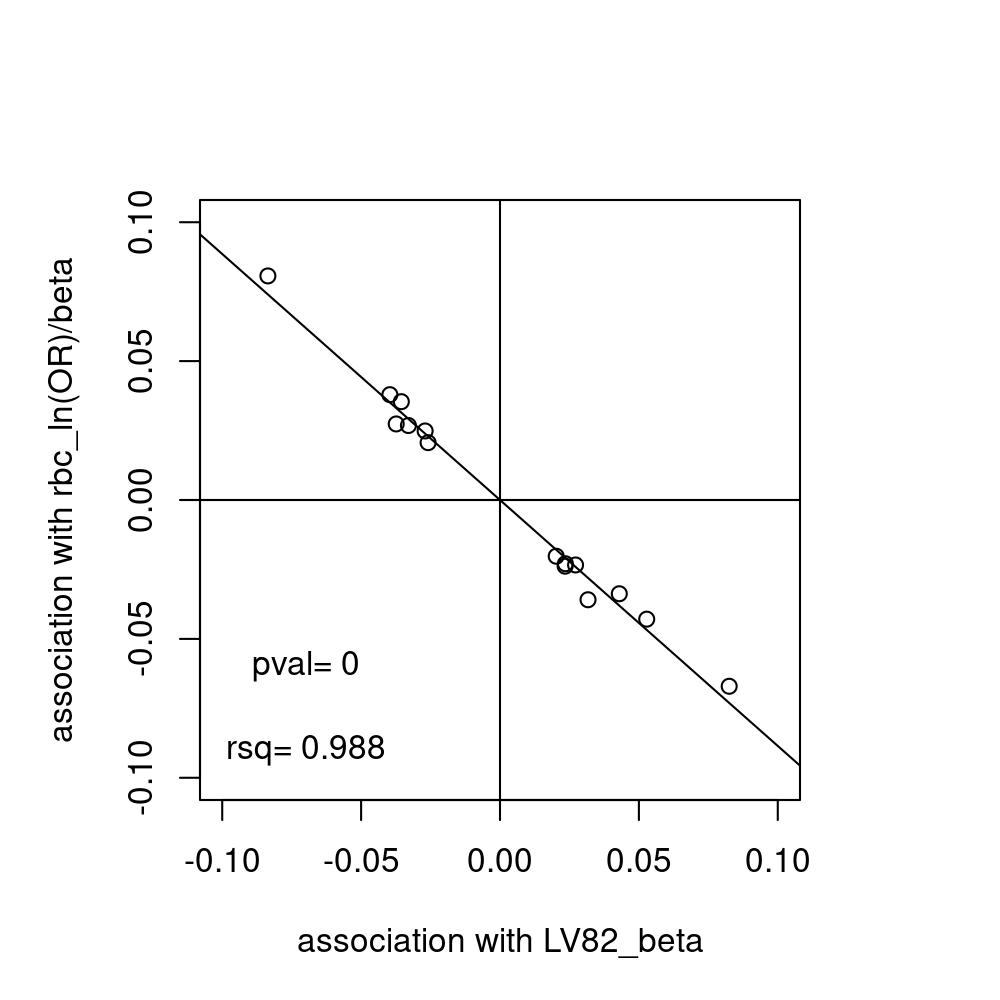 association with rbc_ln(OR)/beta
0.10
0.05
0.00
-0.05
-0.10
pval= 0
rsq= 0.988
-0.10 -0.05 0.00 0.05 0.10
association with LV82_beta